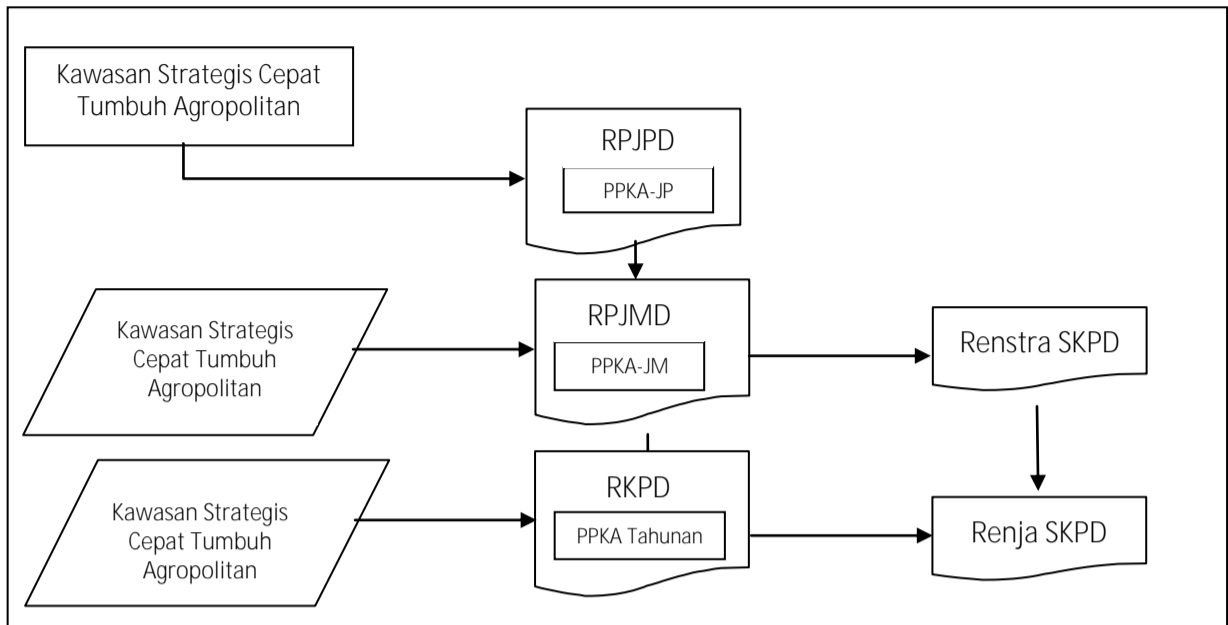 Kawasan Strategis Cepat
Tumbuh Agropolitan
RPJPD
PPKA-JP
Kawasan Strategis
Cepat Tumbuh
Agropolitan
RPJMD
PPKA-JM
Renstra SKPD
Kawasan Strategis
Cepat Tumbuh
Agropolitan
RKPD
PPKA Tahunan
Renja SKPD